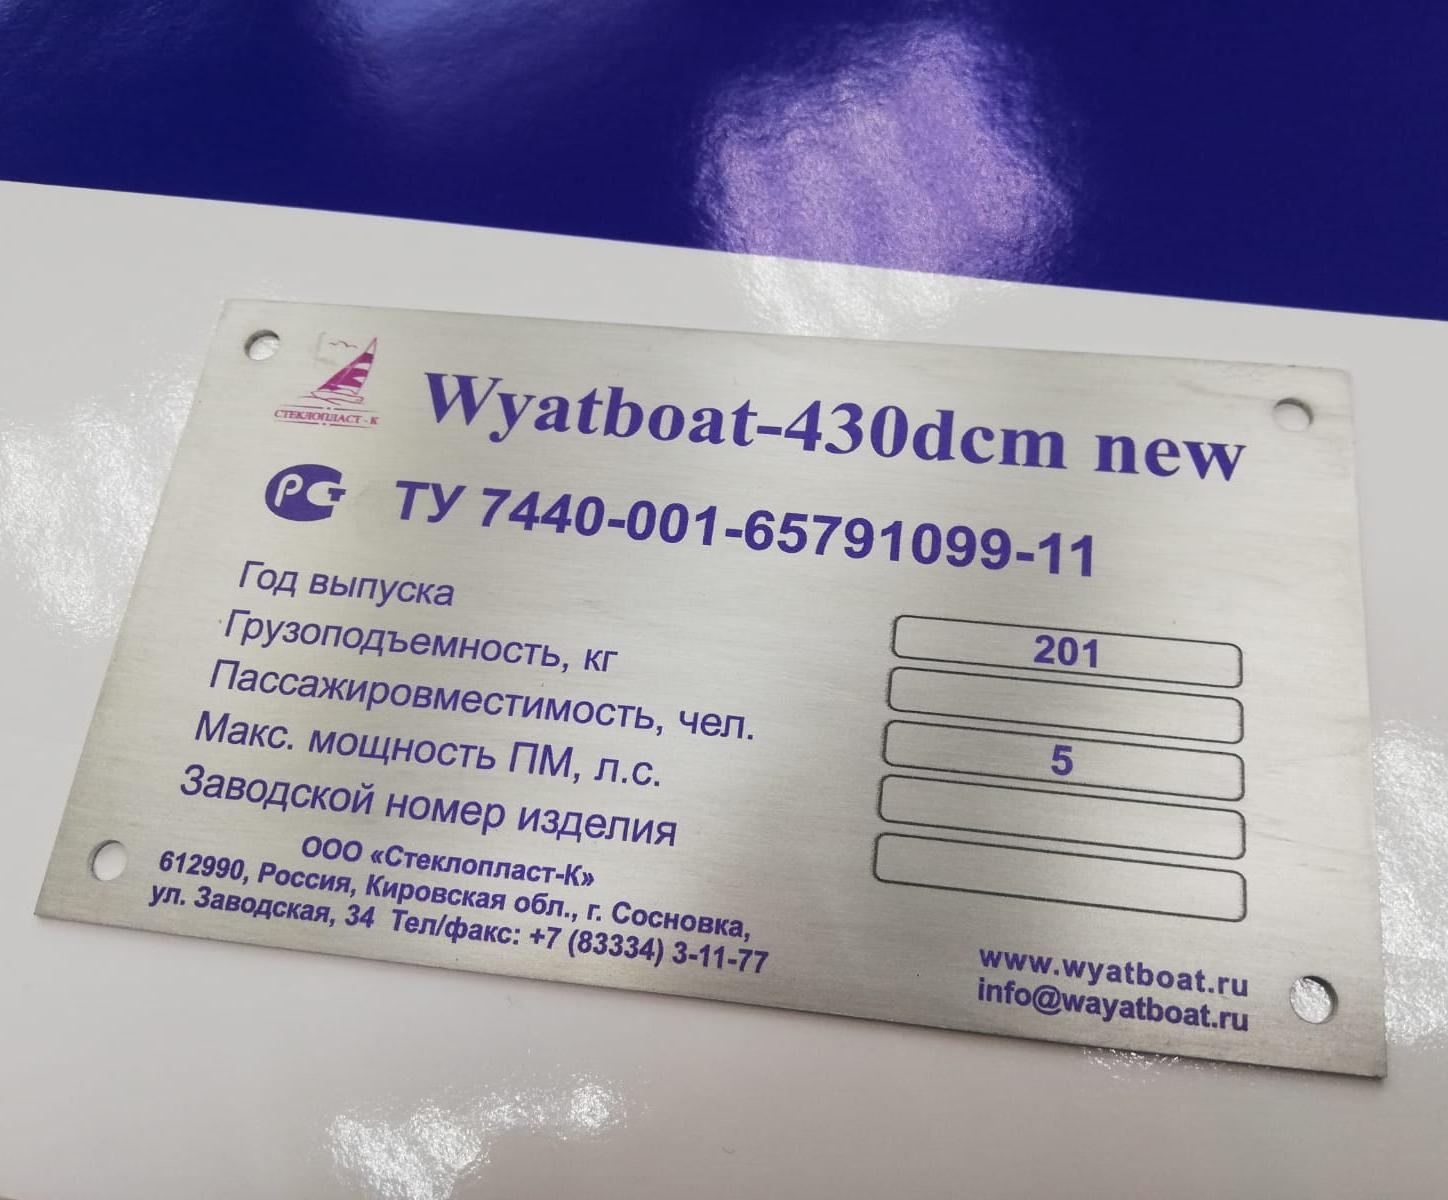 СТЕКЛОПЛАСТ-К
Wyatboat-430dcm new
РСТ ТУ 7440-001-65791099-11
Год выпуска 201
Грузоподъемность, кг
Пассажировместимость, чел. 5
Макс. мощность ПМ, л.с.
Заводской номер изделия
ООО «Стеклопласт-К»
612990, Россия, Кировская обл., г. Сосновка,
ул. Заводская, 34 Тел/факс: +7 (83334) 3-11-77
www.wyatboat.ru
info@wayatboat.ru